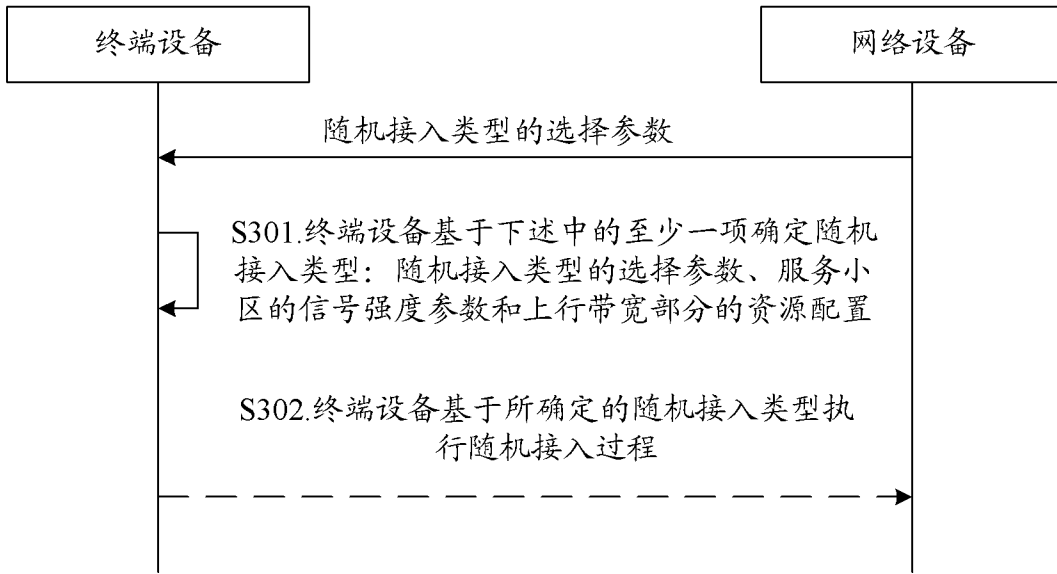 终端设备
网络设备
随机接入类型的选择参数
S301.终端设备基于下述中的至少一项确定随机
接入类型：随机接入类型的选择参数、服务小
区的信号强度参数和上行带宽部分的资源配置
S302.终端设备基于所确定的随机接入类型执
行随机接入过程